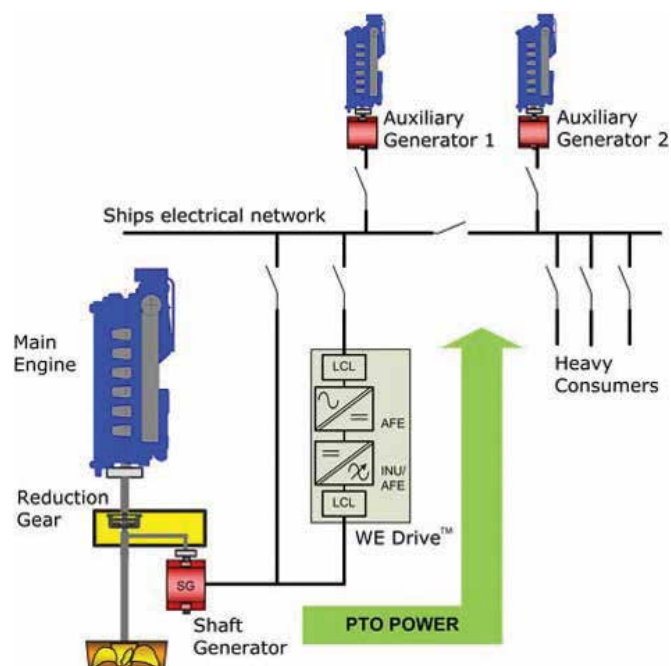 Auxiliary
Generator 1
Auxiliary
Generator 2
Ships electrical network
Main
Engine
LCL
AFE
INU/
AFE
LCL
WE Drive™
Heavy
Consumers
Reduction
Gear
SG
Shaft
Generator
PTO POWER